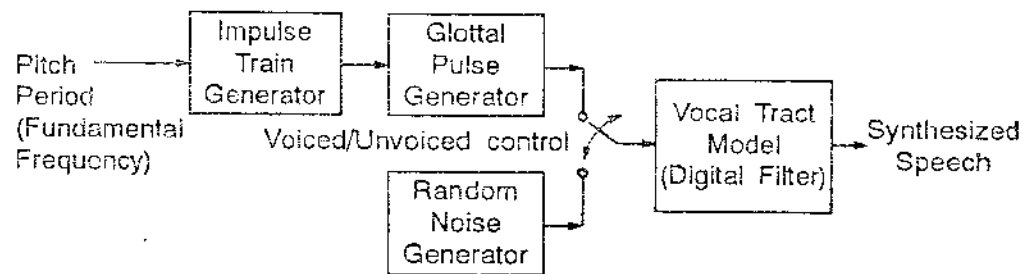 Pitch
Period
(Fundamental
Frequency)
Impulse
Train
Generator
Glottal
Pulse
Generator
Voiced/Unvoiced control
Random
Noise
Generator
Vocal Tract
Model
(Digital Filter)
Synthesized
Speech